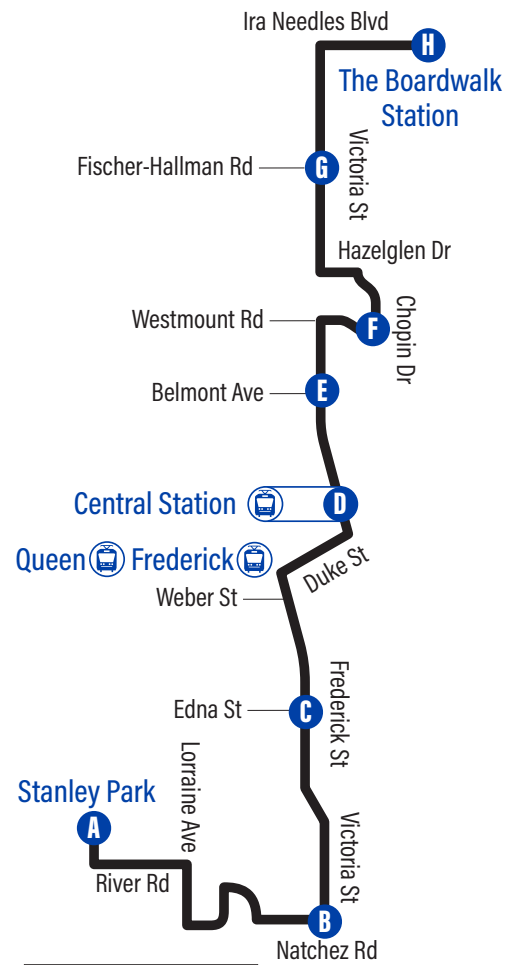 Ira Needles Blvd
H
The Boardwalk
Station
Fischer-Hallman Rd
G
Victoria St
Hazelglen Dr
Westmount Rd
F
Chopin Dr
Belmont Ave
E
Central Station
D
Queen
Frederick
Duke St
Weber St
Edna St
C
Frederick St
Lorraine Ave
Stanley Park
A
Victoria St
River Rd
B
Natchez Rd